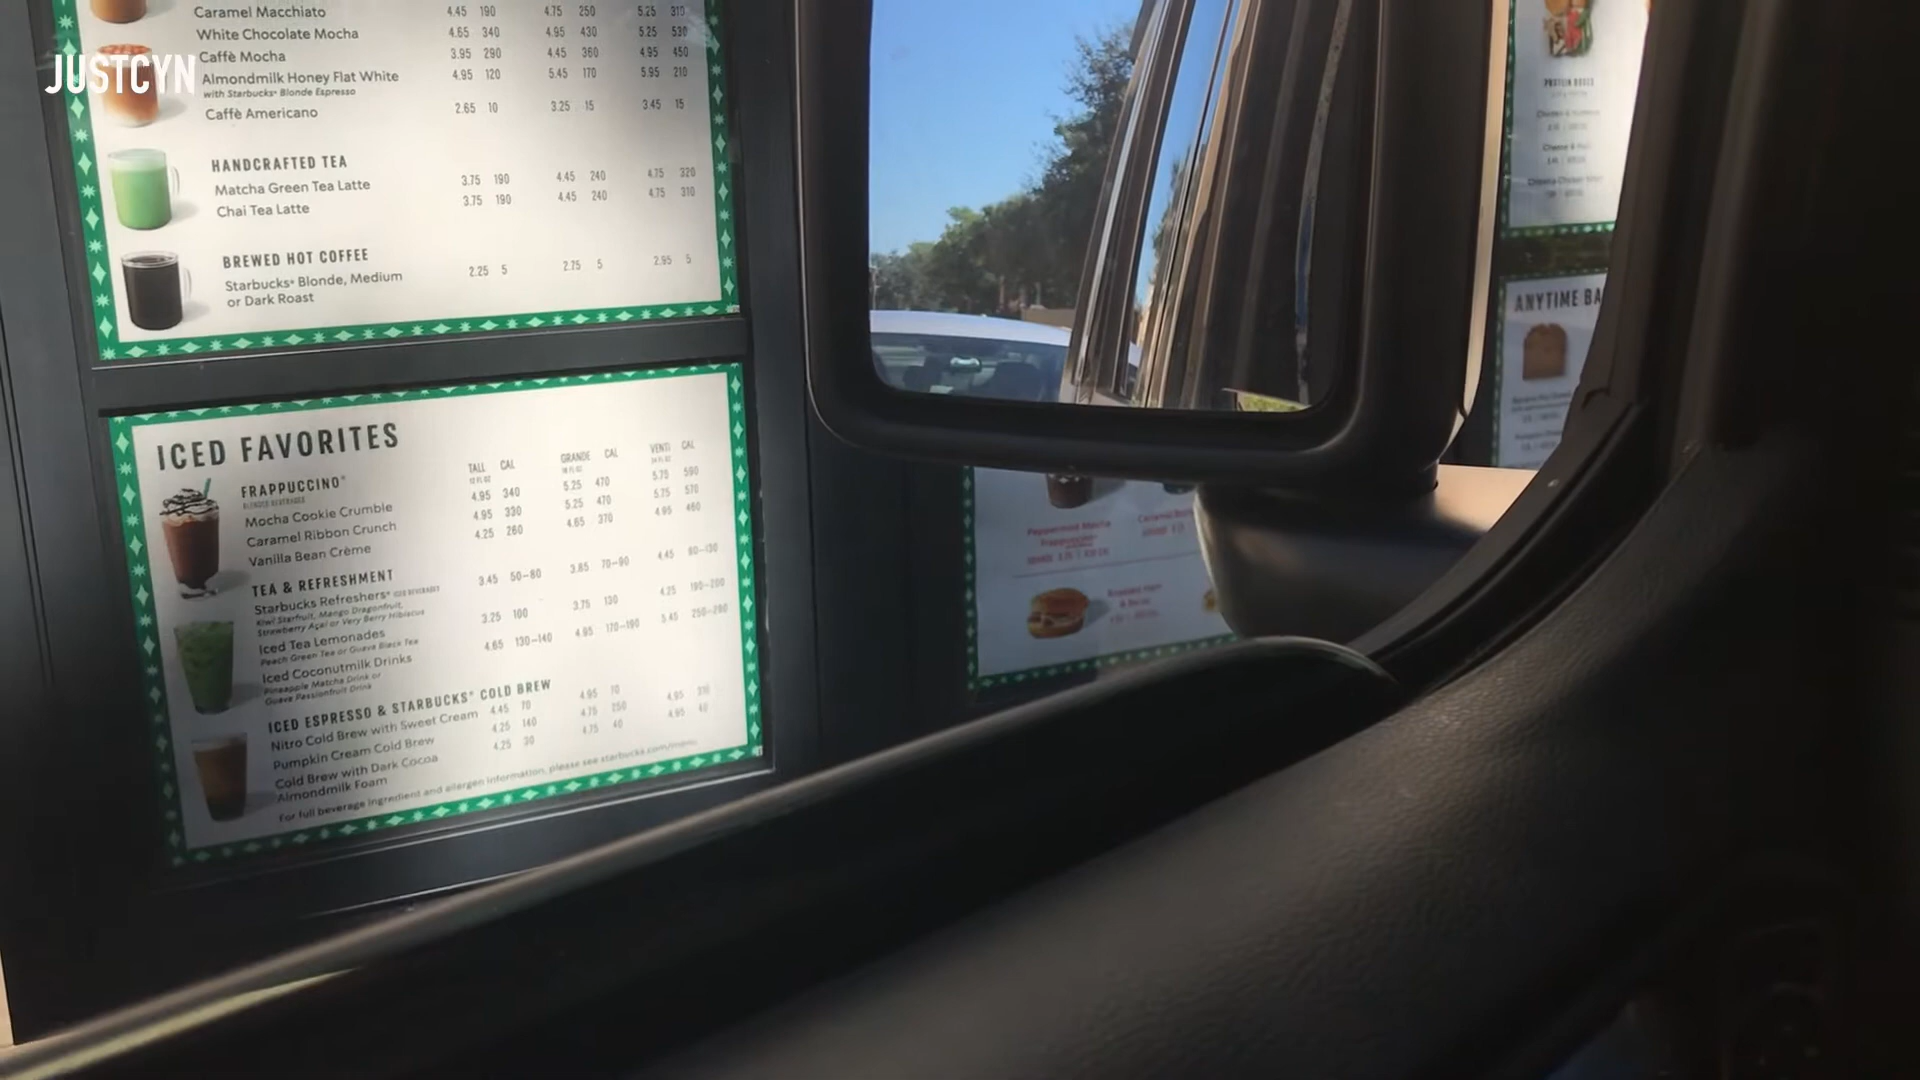 JUSTCYN
Caramel Macchiato 4.45 190 4.75 250 5.25 310
White Chocolate Mocha 4.65 340 4.95 430 5.25 530
Caffè Mocha 3.95 290 4.45 360 4.95 450
Almondmilk Honey Flat White 4.95 120 5.45 170 5.95 210
with Starbucks® Blonde Espresso
Caffè Americano 2.65 10 3.25 15 3.45 15
HANDCRAFTED TEA
Matcha Green Tea Latte 3.75 190 4.45 240 4.75 320
Chai Tea Latte 3.75 190 4.45 240 4.75 310
BREWED HOT COFFEE
Starbucks® Blonde, Medium 2.25 5 2.75 5 2.95 5
or Dark Roast
ICED FAVORITES
TALL CAL GRANDE CAL VENTI CAL
FRAPPUCCINO®
BLENDED BEVERAGES
Mocha Cookie Crumble 4.95 340 5.25 470 5.75 590
Caramel Ribbon Crunch 4.95 330 5.25 470 5.75 570
Vanilla Bean Crème 4.25 260 4.65 370 4.95 460
TEA & REFRESHMENT
Starbucks Refreshers® ICED BEVERAGES 3.45 50–80 3.85 70–90 4.45 80–130
Kiwi Starfruit, Mango Dragonfruit,
Strawberry Açaí or Very Berry Hibiscus
Iced Tea Lemonades 3.25 100 3.75 130 4.25 190–200
Peach Green Tea or Guava Black Tea
Iced Coconutmilk Drinks 4.65 130–140 4.95 170–190 5.45 250–280
Pineapple Matcha Drink or
Guava Passionfruit Drink
ICED ESPRESSO & STARBUCKS® COLD BREW
Nitro Cold Brew with Sweet Cream 4.45 70 4.95 70
Pumpkin Cream Cold Brew 4.25 140 4.75 250 4.95 310
Cold Brew with Dark Cocoa 4.25 30 4.75 40 4.95 40
Almondmilk Foam
For full beverage ingredient and allergen information, please see starbucks.com/menu
Peppermint Mocha
Frappuccino
PROTEIN BOXES
ANYTIME BA